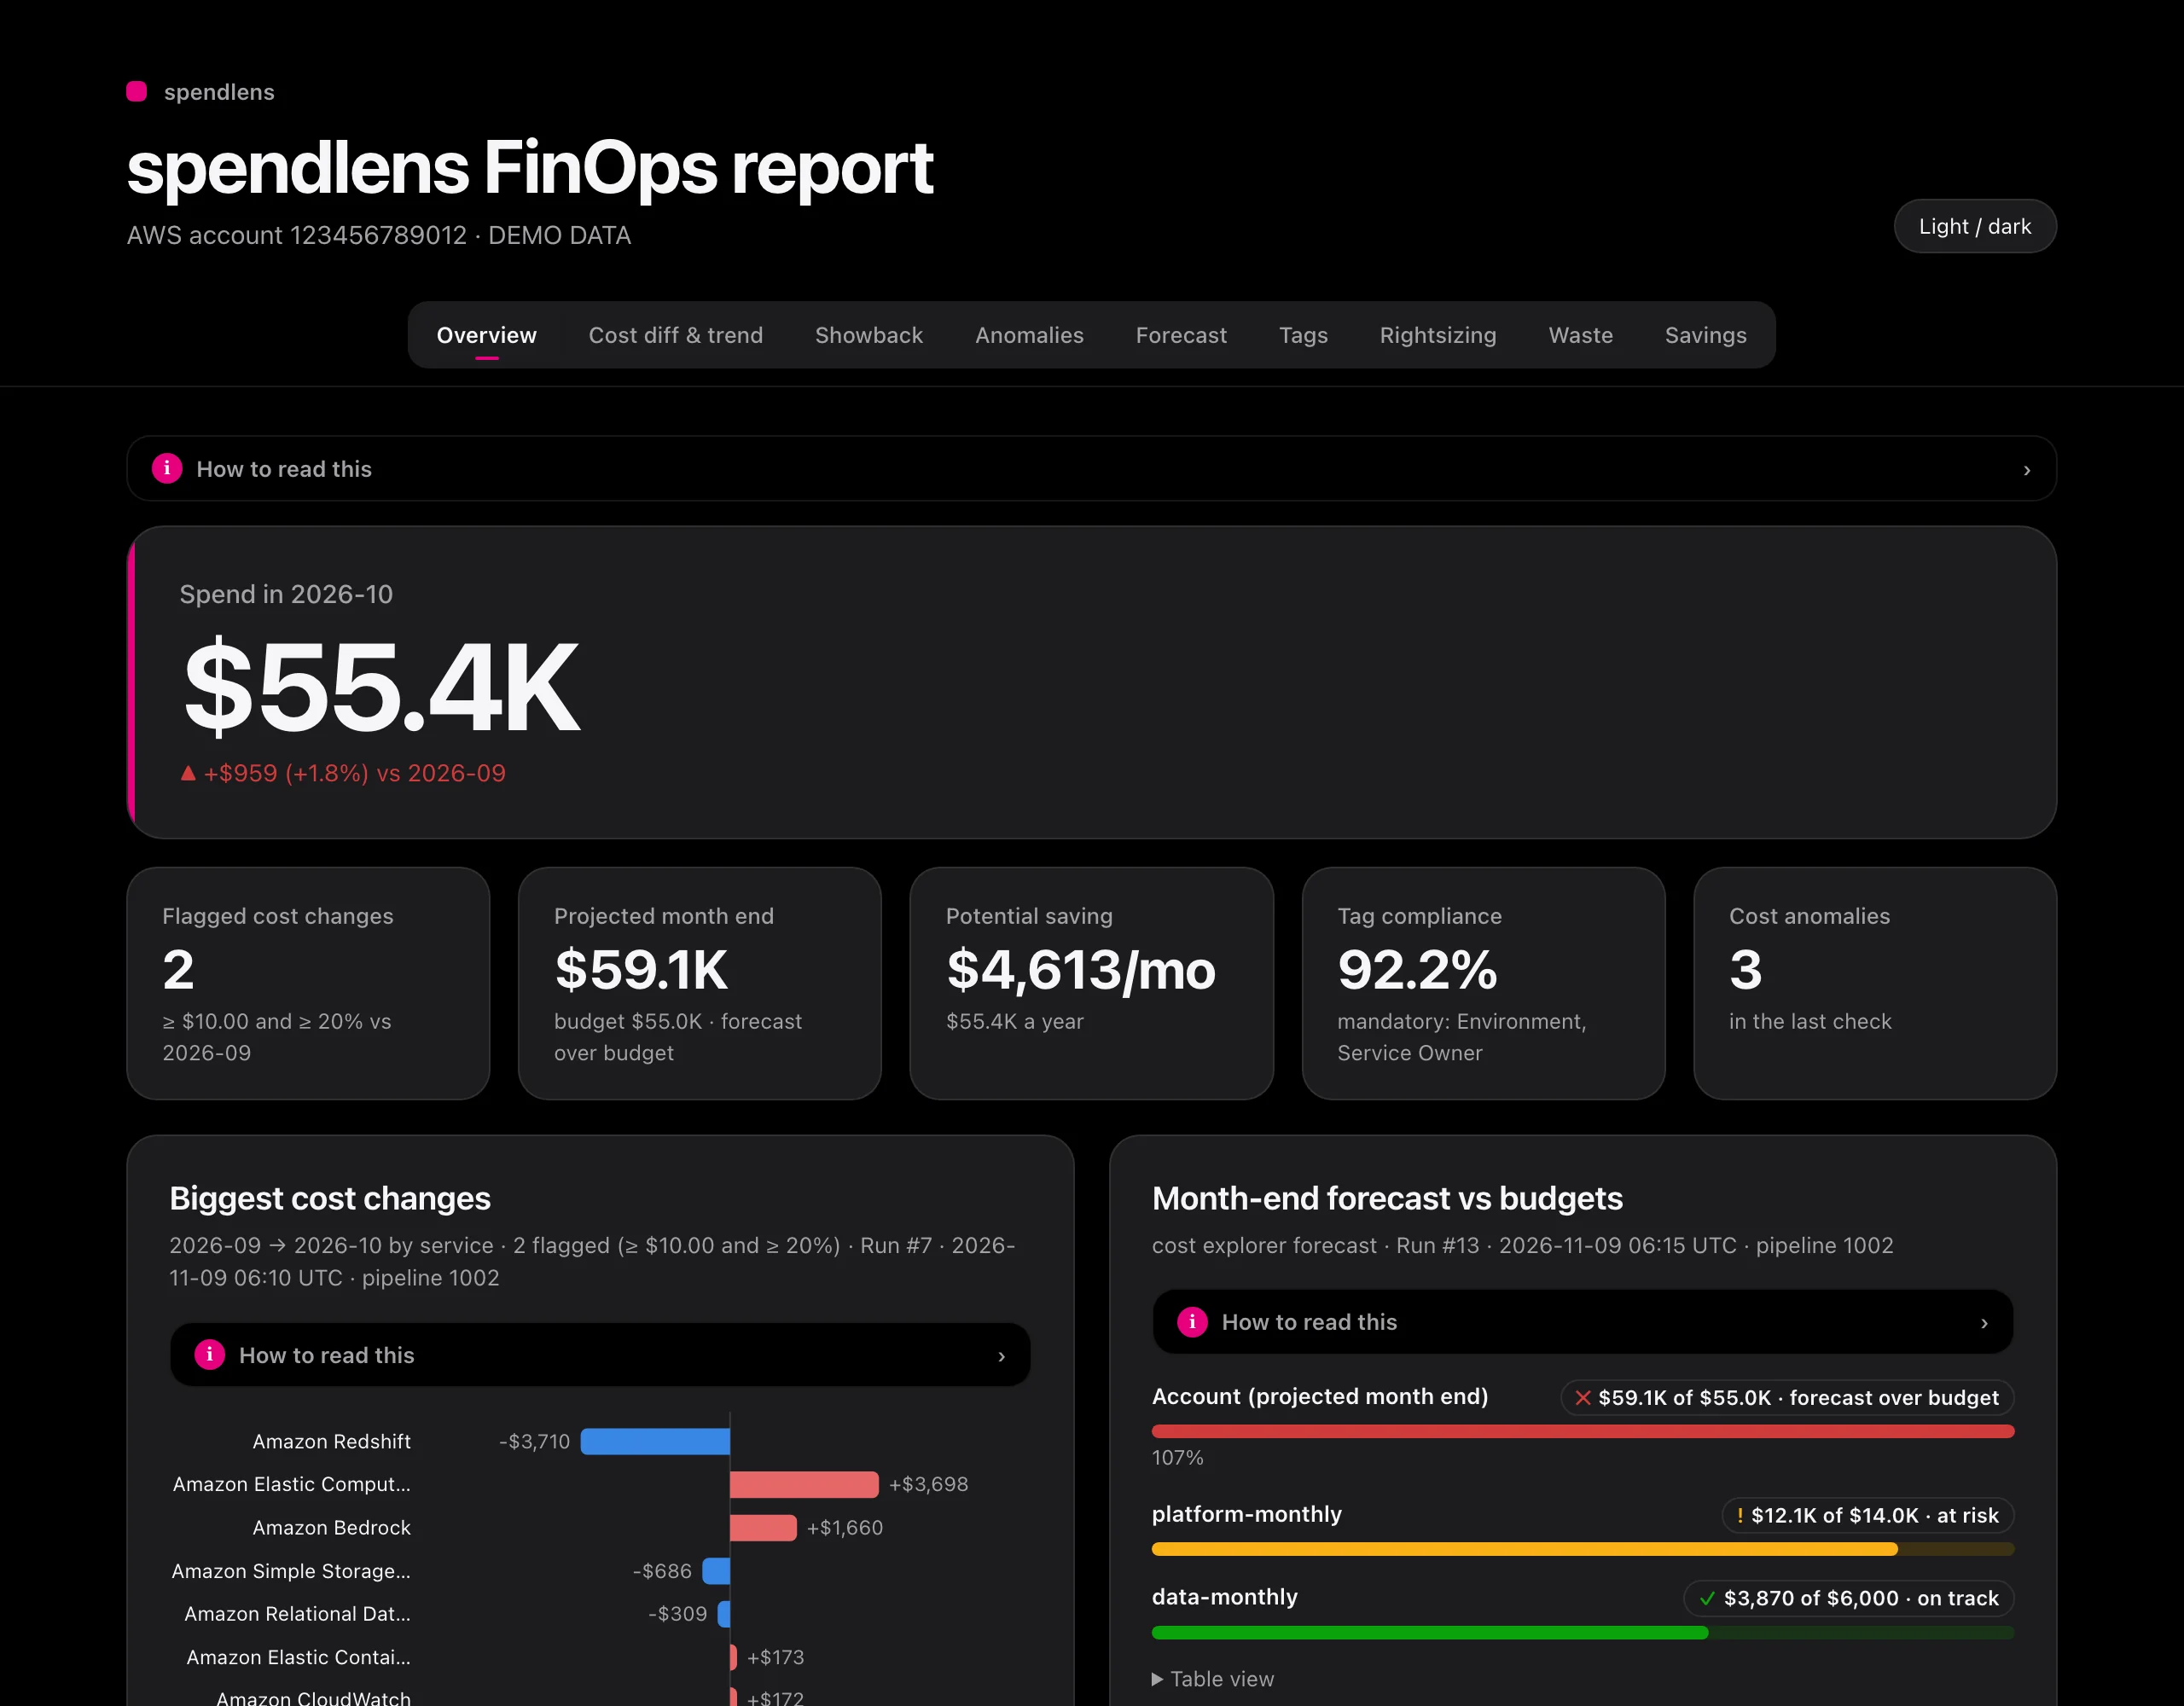 spendlens
spendlens FinOps report
AWS account 123456789012 · DEMO DATA
Light / dark
Overview
Cost diff & trend
Showback
Anomalies
Forecast
Tags
Rightsizing
Waste
Savings
i How to read this ›
Spend in 2026-10
$55.4K
▲ +$959 (+1.8%) vs 2026-09
Flagged cost changes
2
≥ $10.00 and ≥ 20% vs
2026-09
Projected month end
$59.1K
budget $55.0K · forecast
over budget
Potential saving
$4,613/mo
$55.4K a year
Tag compliance
92.2%
mandatory: Environment,
Service Owner
Cost anomalies
3
in the last check
Biggest cost changes
2026-09 → 2026-10 by service · 2 flagged (≥ $10.00 and ≥ 20%) · Run #7 · 2026-
11-09 06:10 UTC · pipeline 1002
i How to read this ›
Amazon Redshift -$3,710
Amazon Elastic Comput... +$3,698
Amazon Bedrock +$1,660
Amazon Simple Storage... -$686
Amazon Relational Dat... -$309
Amazon Elastic Contai... +$173
Amazon CloudWatch +$172
Month-end forecast vs budgets
cost explorer forecast · Run #13 · 2026-11-09 06:15 UTC · pipeline 1002
i How to read this ›
Account (projected month end) ✕ $59.1K of $55.0K · forecast over budget
107%
platform-monthly ! $12.1K of $14.0K · at risk
data-monthly ✓ $3,870 of $6,000 · on track
▶ Table view